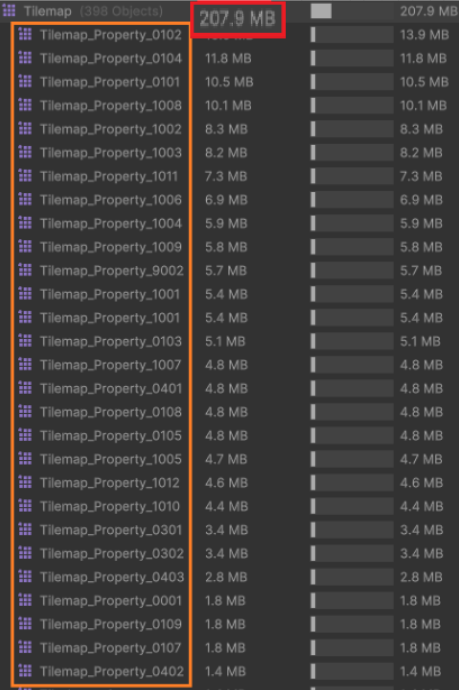 Tilemap (398 Objects) 207.9 MB 207.9 MB
Tilemap_Property_0102 13.9 MB
Tilemap_Property_0104 11.8 MB 11.8 MB
Tilemap_Property_0101 10.5 MB 10.5 MB
Tilemap_Property_1008 10.1 MB 10.1 MB
Tilemap_Property_1002 8.3 MB 8.3 MB
Tilemap_Property_1003 8.2 MB 8.2 MB
Tilemap_Property_1011 7.3 MB 7.3 MB
Tilemap_Property_1006 6.9 MB 6.9 MB
Tilemap_Property_1004 5.9 MB 5.9 MB
Tilemap_Property_1009 5.8 MB 5.8 MB
Tilemap_Property_9002 5.7 MB 5.7 MB
Tilemap_Property_1001 5.4 MB 5.4 MB
Tilemap_Property_1001 5.4 MB 5.4 MB
Tilemap_Property_0103 5.1 MB 5.1 MB
Tilemap_Property_1007 4.8 MB 4.8 MB
Tilemap_Property_0401 4.8 MB 4.8 MB
Tilemap_Property_0108 4.8 MB 4.8 MB
Tilemap_Property_0105 4.8 MB 4.8 MB
Tilemap_Property_1005 4.7 MB 4.7 MB
Tilemap_Property_1012 4.6 MB 4.6 MB
Tilemap_Property_1010 4.4 MB 4.4 MB
Tilemap_Property_0301 3.4 MB 3.4 MB
Tilemap_Property_0302 3.4 MB 3.4 MB
Tilemap_Property_0403 2.8 MB 2.8 MB
Tilemap_Property_0001 1.8 MB 1.8 MB
Tilemap_Property_0109 1.8 MB 1.8 MB
Tilemap_Property_0107 1.8 MB 1.8 MB
Tilemap_Property_0402 1.4 MB 1.4 MB